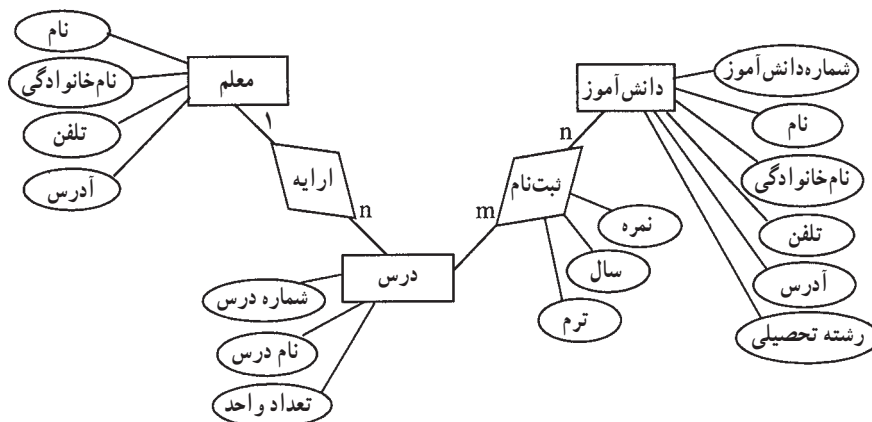 معلم
نام
نام‌خانوادگی
تلفن
آدرس
۱
ارایه
n
دانش‌آموز
شماره‌دانش‌آموز
نام
نام‌خانوادگی
تلفن
آدرس
رشته تحصیلی
n
ثبت‌نام
m
نمره
سال
ترم
درس
شماره درس
نام درس
تعداد واحد